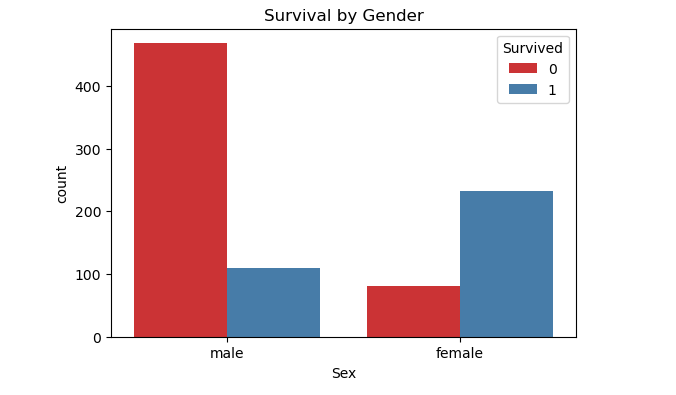 Survival by Gender
Survived
0
1
400
300
200
100
0
count
male
female
Sex